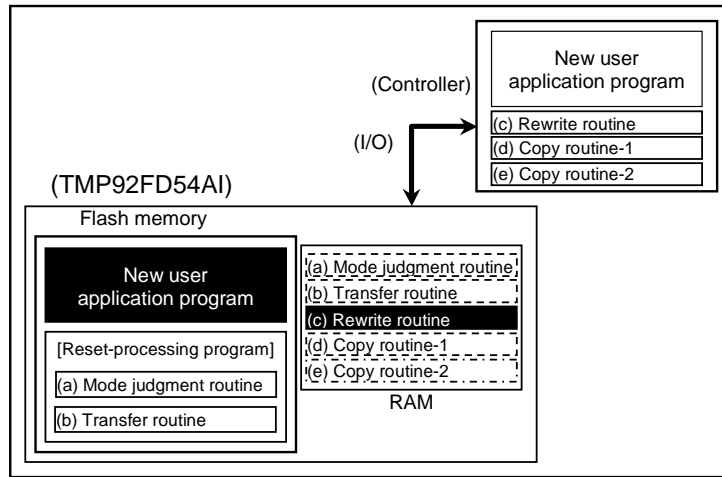 New user
application program
(Controller)
(c) Rewrite routine
(I/O)
(d) Copy routine-1
(e) Copy routine-2
(TMP92FD54AI)
Flash memory
New user
application program
(a) Mode judgment routine
(b) Transfer routine
(c) Rewrite routine
[Reset-processing program]
(d) Copy routine-1
(a) Mode judgment routine
(e) Copy routine-2
(b) Transfer routine
RAM